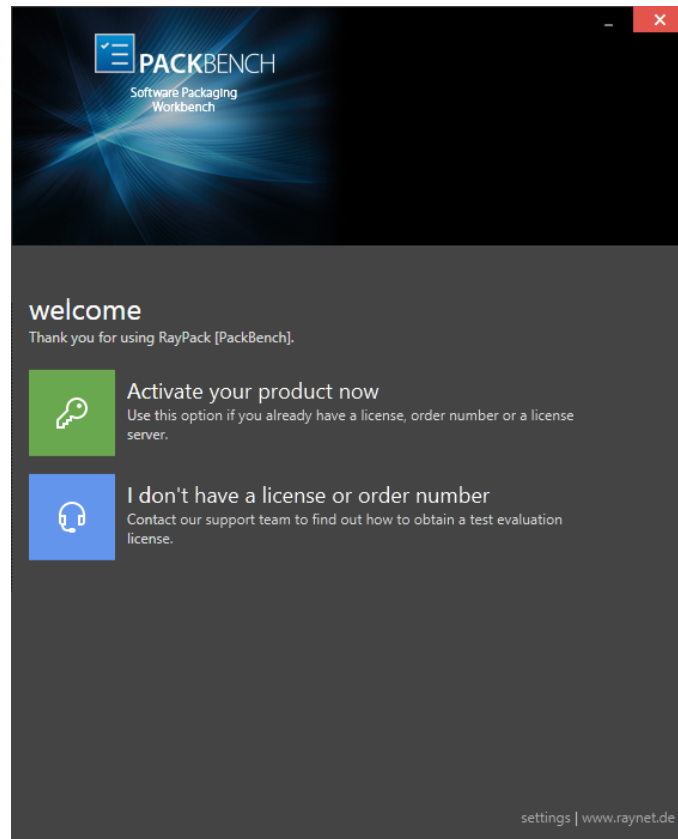 PACKBENCH
Software Packaging
Workbench
welcome
Thank you for using RayPack [PackBench].
Activate your product now
Use this option if you already have a license, order number or a license
server.
I don't have a license or order number
Contact our support team to find out how to obtain a test evaluation
license.
settings | www.raynet.de